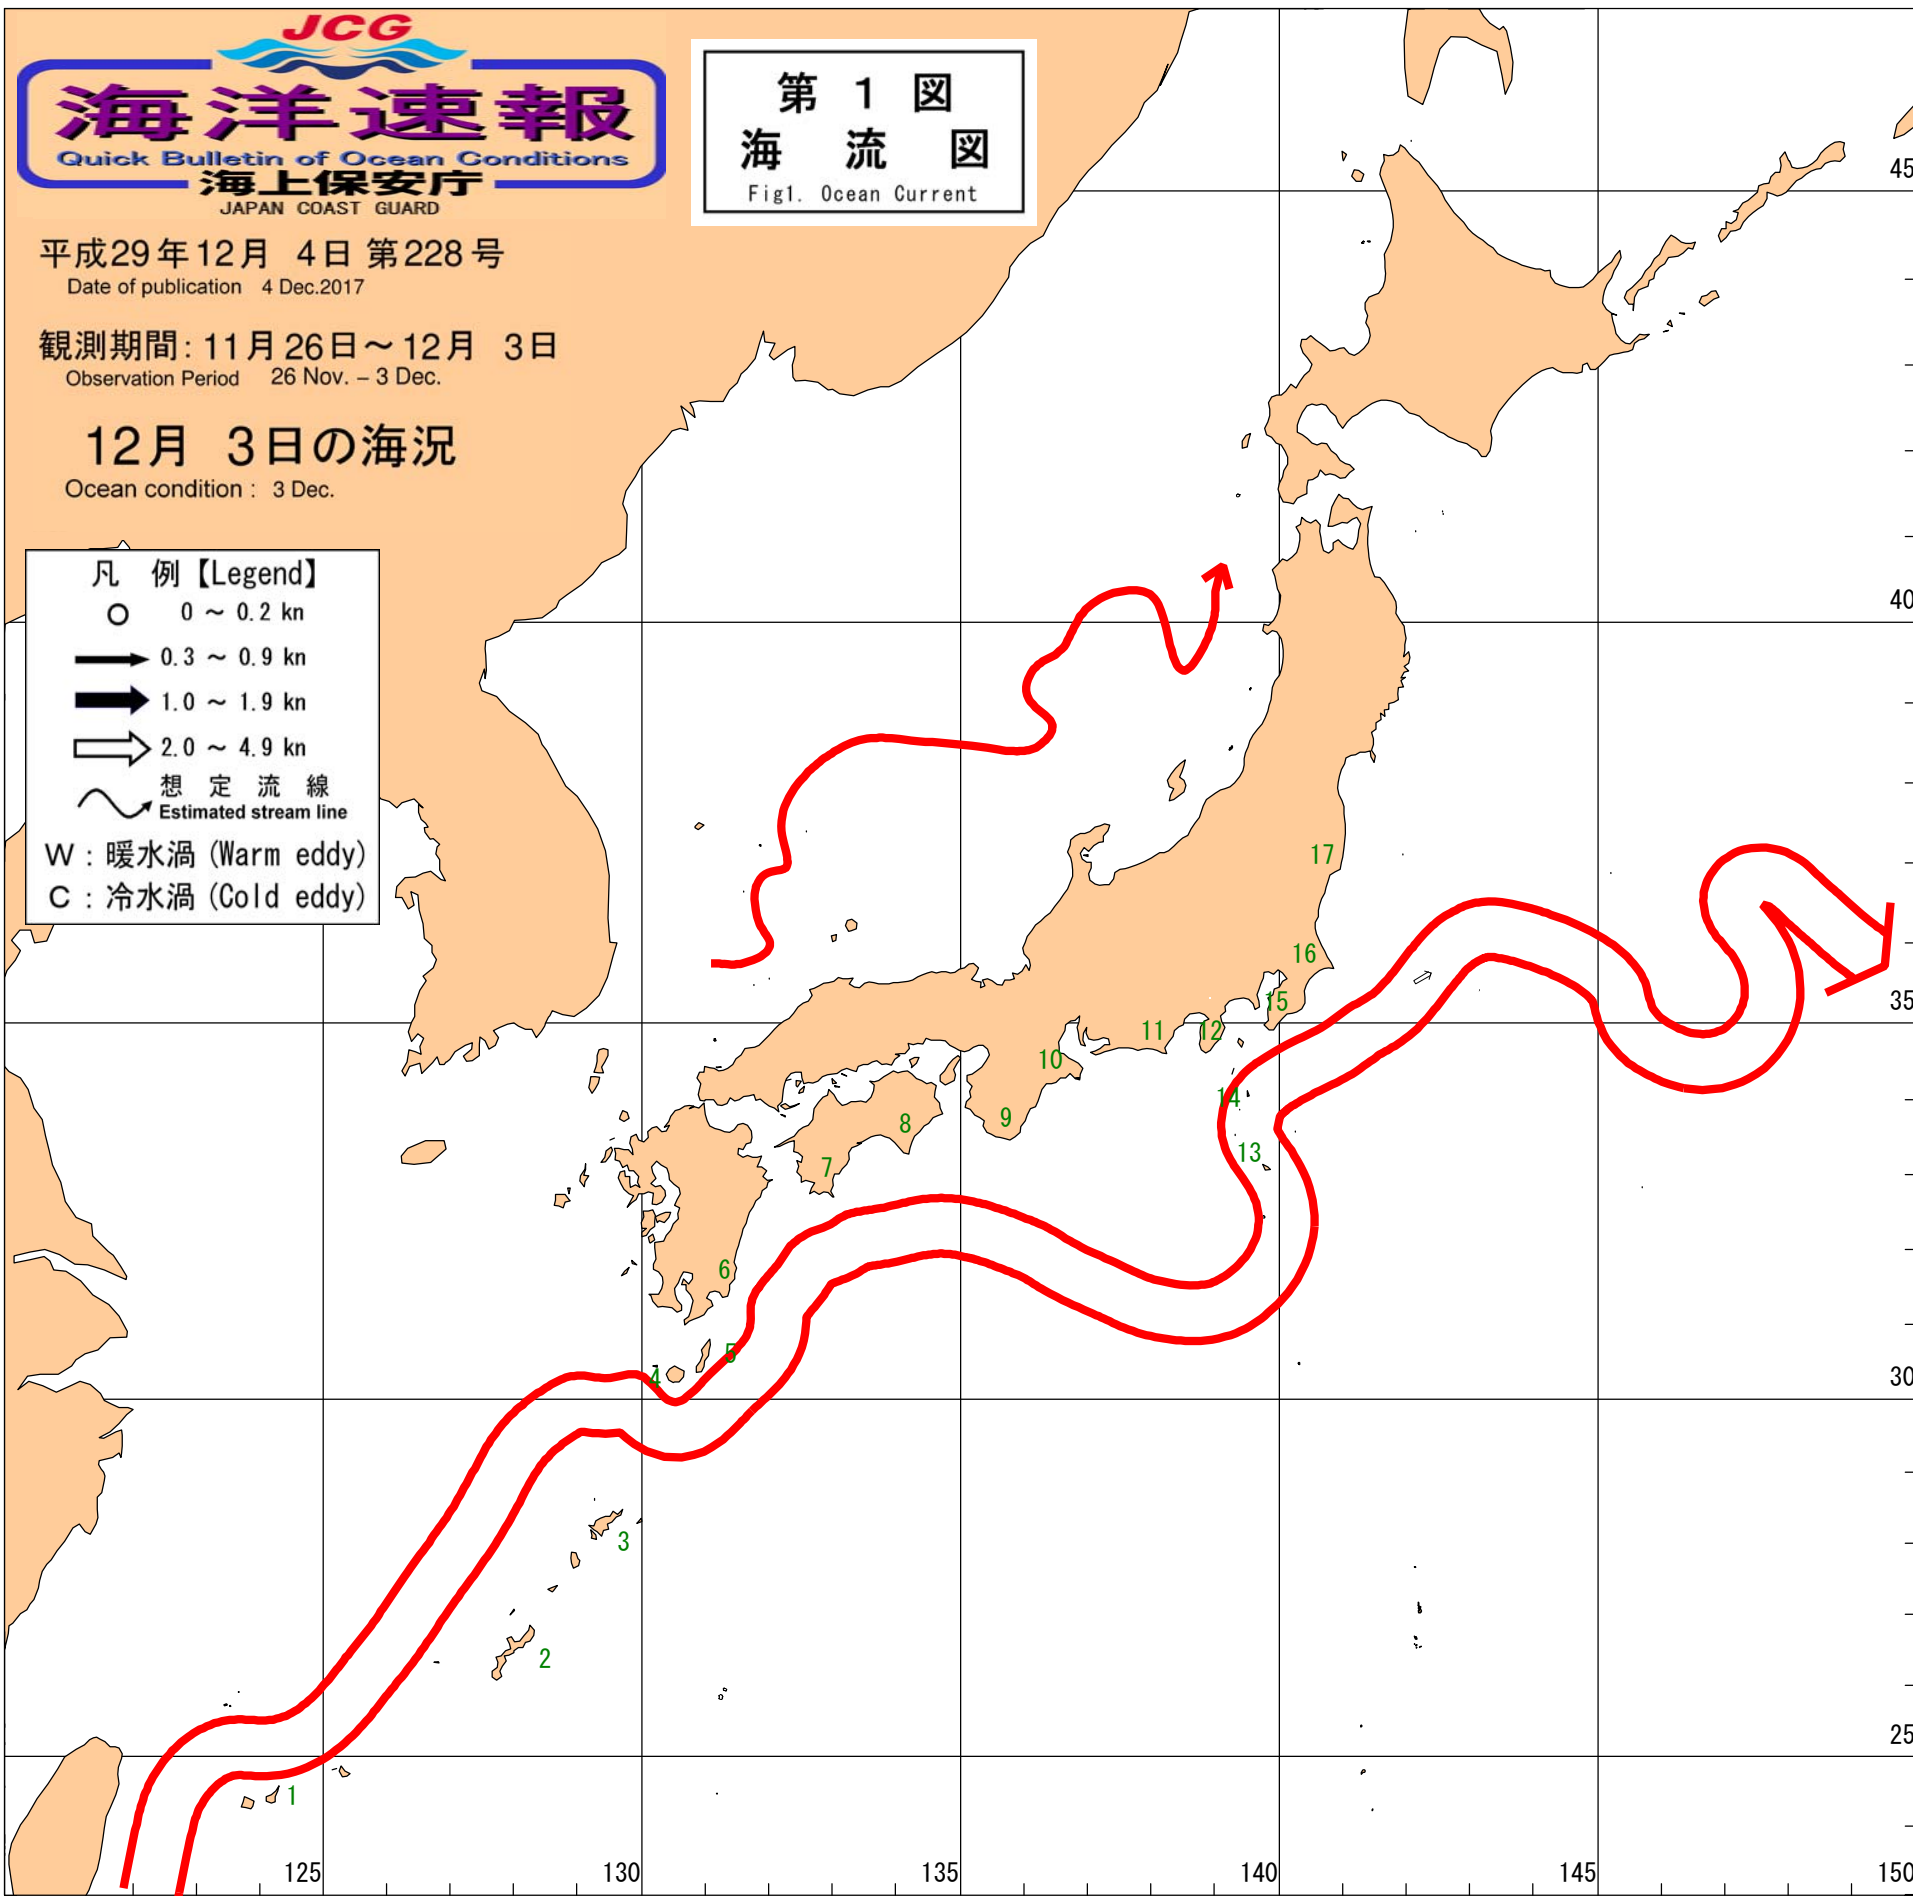 JCG
海洋速報
Quick Bulletin of Ocean Conditions
海上保安庁
JAPAN COAST GUARD
平成29年12月 4日 第228号
Date of publication 4 Dec.2017
観測期間: 11月26日～12月 3日
Observation Period 26 Nov. – 3 Dec.
12月 3日の海況
Ocean condition : 3 Dec.
第 1 図
海 流 図
Fig1. Ocean Current
凡 例【Legend】
0 ～ 0.2 kn
0.3 ～ 0.9 kn
1.0 ～ 1.9 kn
2.0 ～ 4.9 kn
想 定 流 線
Estimated stream line
W : 暖水渦 (Warm eddy)
C : 冷水渦 (Cold eddy)
45
40
35
30
25
17
16
15
11
12
10
14
9
8
13
7
6
5
4
3
2
1
125
130
135
140
145
150